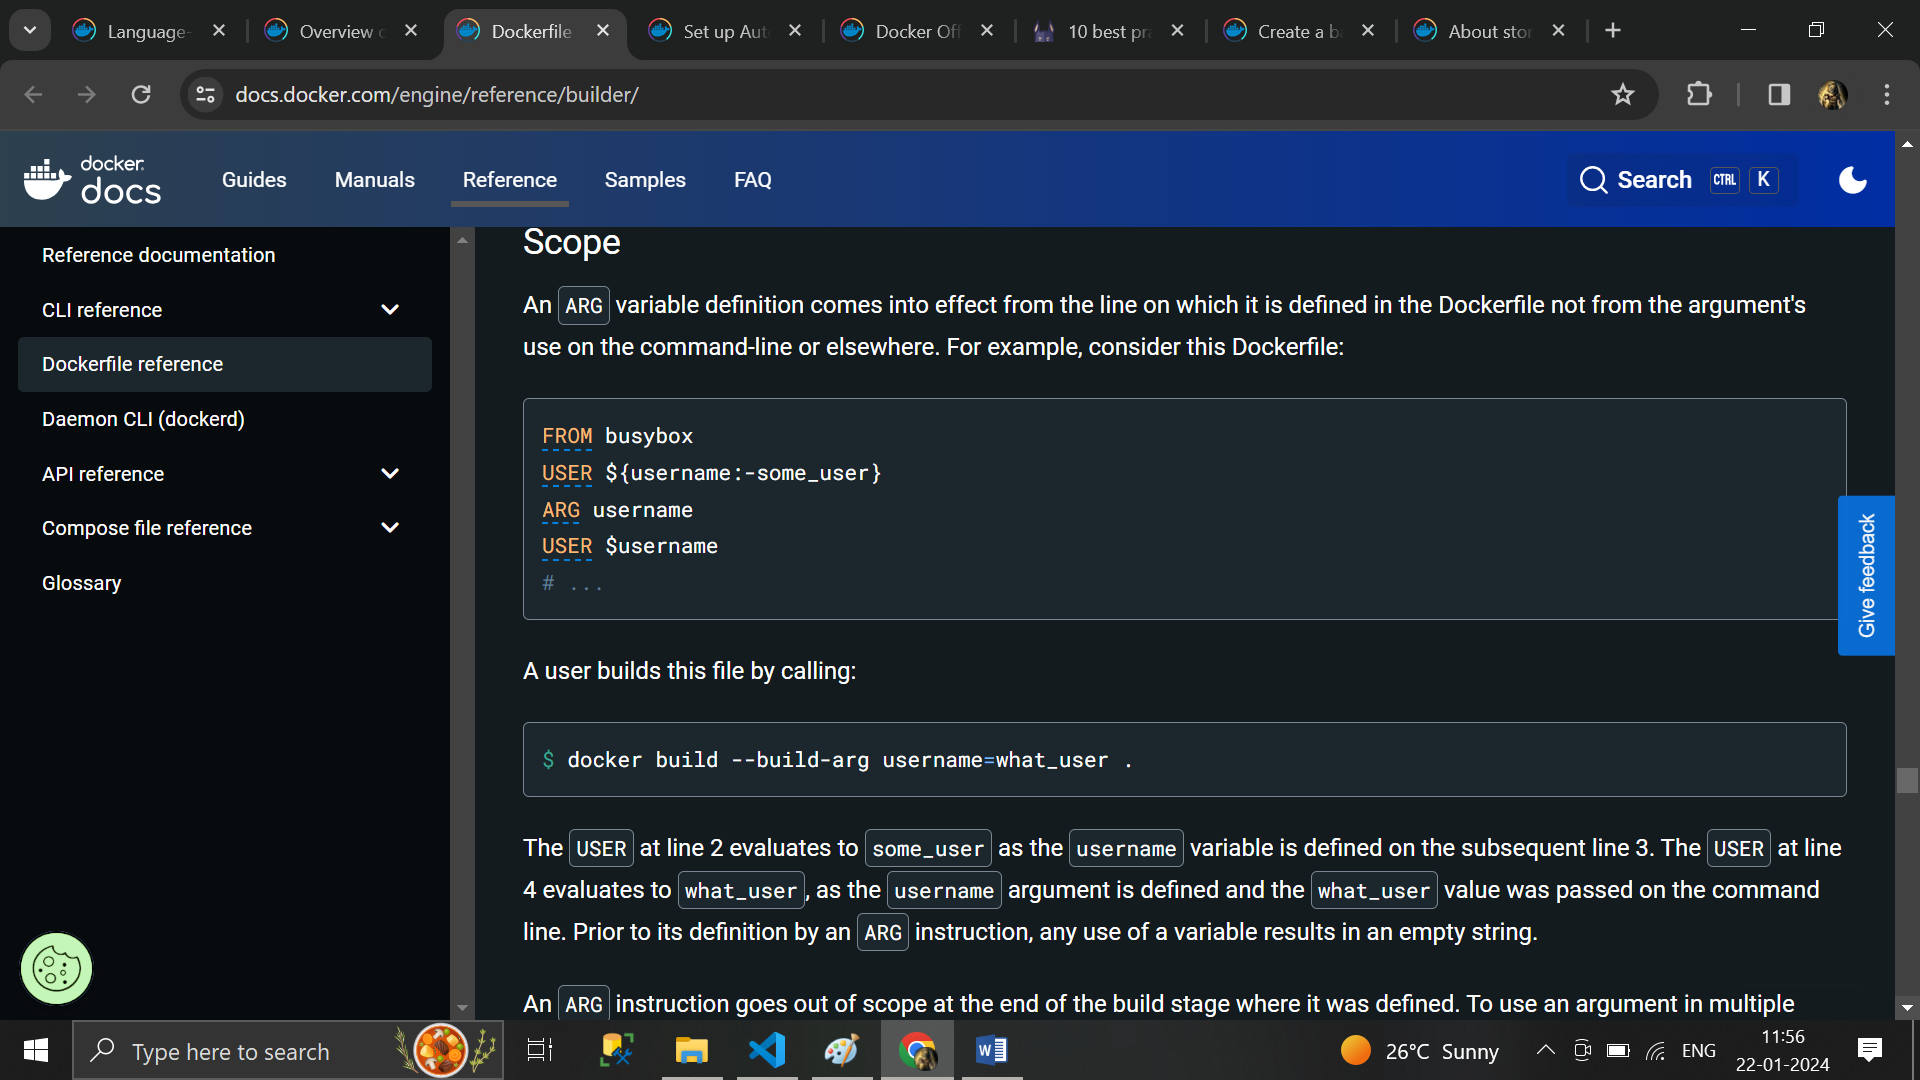 Language-
Overview c
Dockerfile
Set up Aut
Docker Off
10 best pra
Create a ba
About stor
docs.docker.com/engine/reference/builder/
docker
docs
Guides
Manuals
Reference
Samples
FAQ
Search
CTRL
K
Reference documentation
CLI reference
Dockerfile reference
Daemon CLI (dockerd)
API reference
Compose file reference
Glossary
Scope
An ARG variable definition comes into effect from the line on which it is defined in the Dockerfile not from the argument's
use on the command-line or elsewhere. For example, consider this Dockerfile:
FROM busybox
USER ${username:-some_user}
ARG username
USER $username
# ...
A user builds this file by calling:
$ docker build --build-arg username=what_user .
The USER at line 2 evaluates to some_user as the username variable is defined on the subsequent line 3. The USER at line
4 evaluates to what_user, as the username argument is defined and the what_user value was passed on the command
line. Prior to its definition by an ARG instruction, any use of a variable results in an empty string.
An ARG instruction goes out of scope at the end of the build stage where it was defined. To use an argument in multiple
Give feedback
Type here to search
26°C Sunny
ENG
11:56
22-01-2024